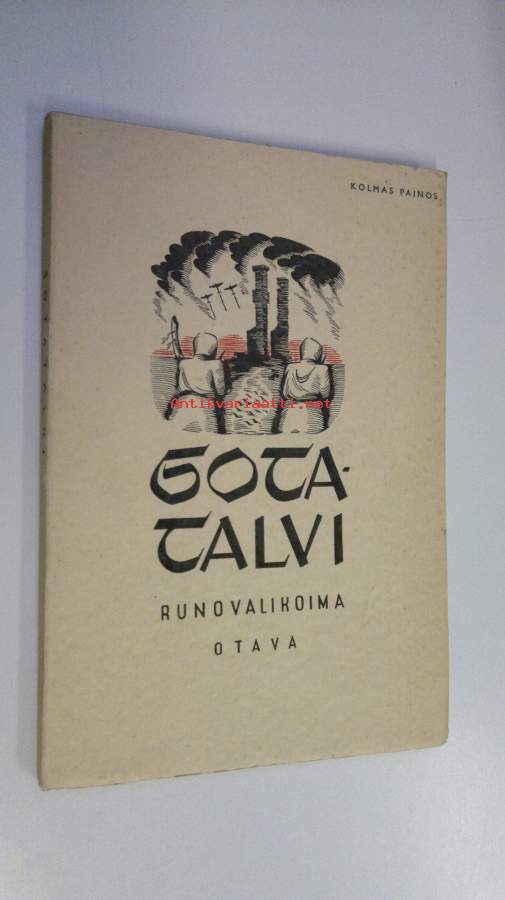 KOLMAS PAINOS
Antikvariaatti.net
SOTA-
TALVI
RUNOVALIKOIMA
OTAVA